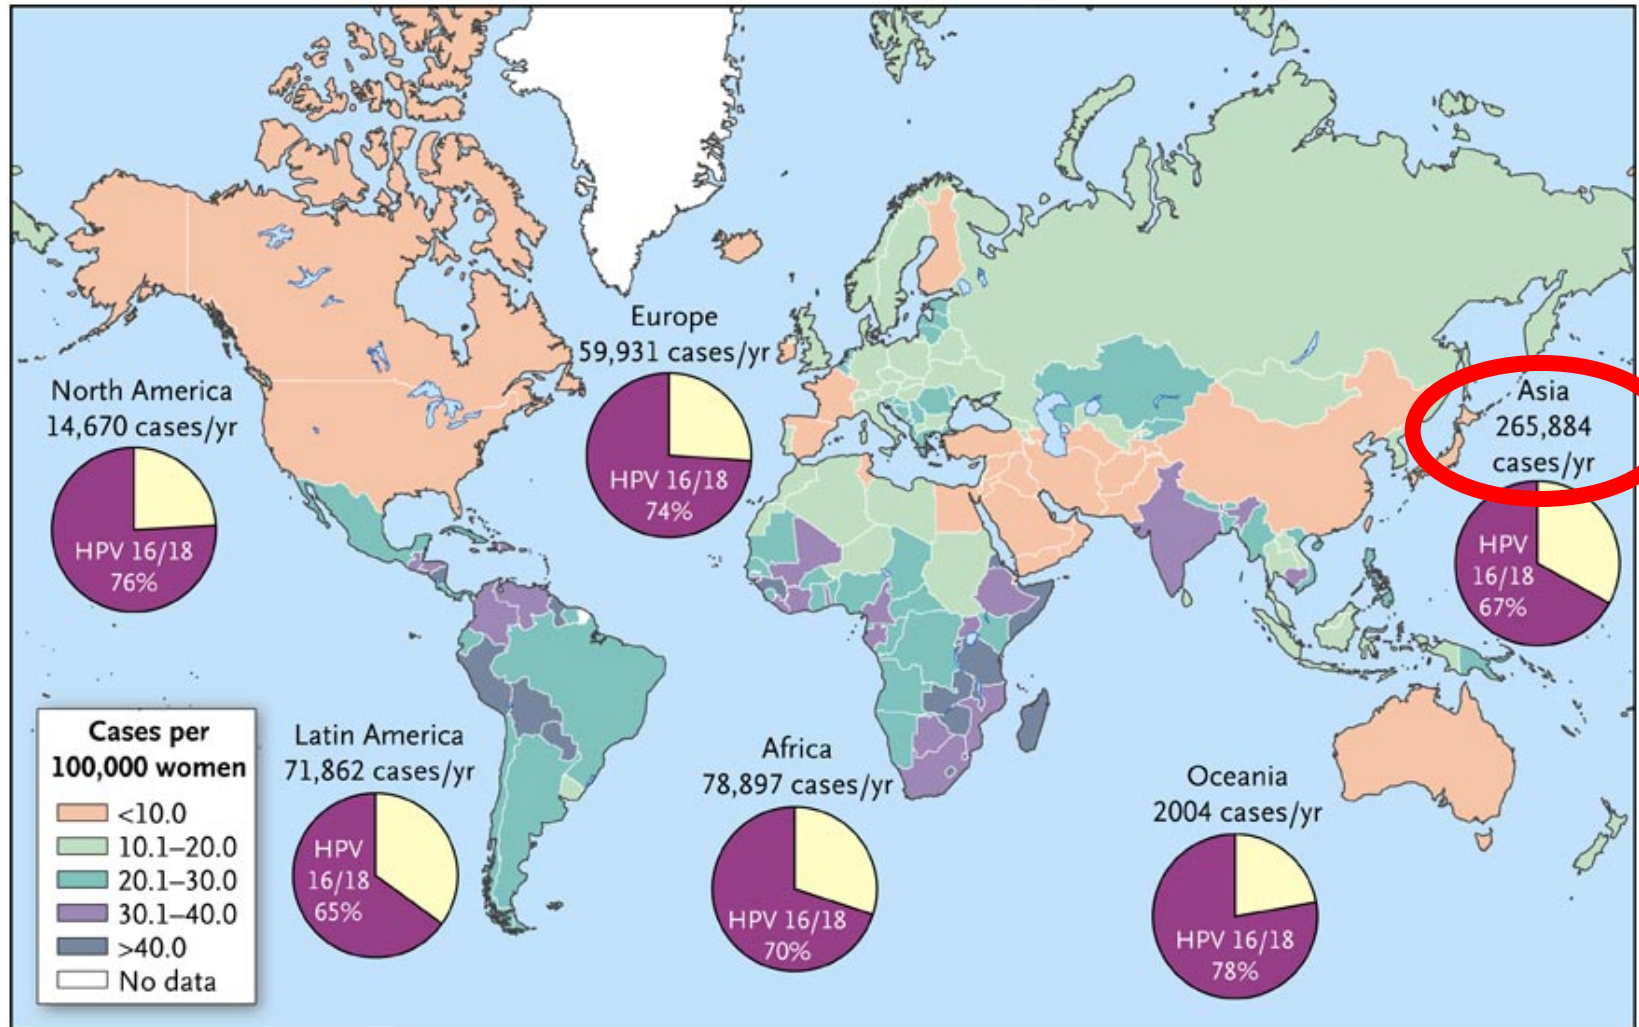 Europe
59,931 cases/yr
HPV 16/18
74%
North America
14,670 cases/yr
HPV 16/18
76%
Asia
265,884
cases/yr
HPV
16/18
67%
Cases per
100,000 women
<10.0
10.1–20.0
20.1–30.0
30.1–40.0
>40.0
No data
Latin America
71,862 cases/yr
HPV
16/18
65%
Africa
78,897 cases/yr
HPV 16/18
70%
Oceania
2004 cases/yr
HPV 16/18
78%